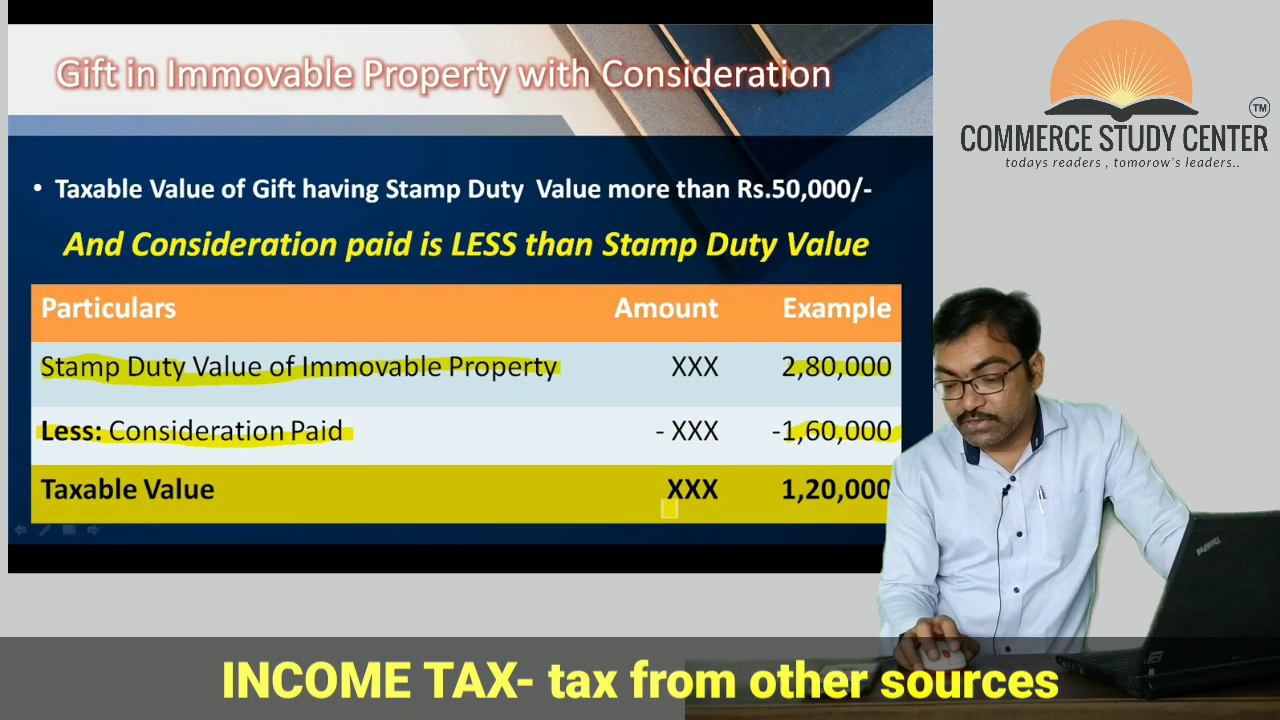 Gift in Immovable Property with Consideration
TM
COMMERCE STUDY CENTER
todays readers , tomorow's leaders..
• Taxable Value of Gift having Stamp Duty Value more than Rs.50,000/-
And Consideration paid is LESS than Stamp Duty Value
Particulars Amount Example
Stamp Duty Value of Immovable Property XXX 2,80,000
Less: Consideration Paid - XXX -1,60,000
Taxable Value XXX 1,20,000
ThinkPad
INCOME TAX- tax from other sources